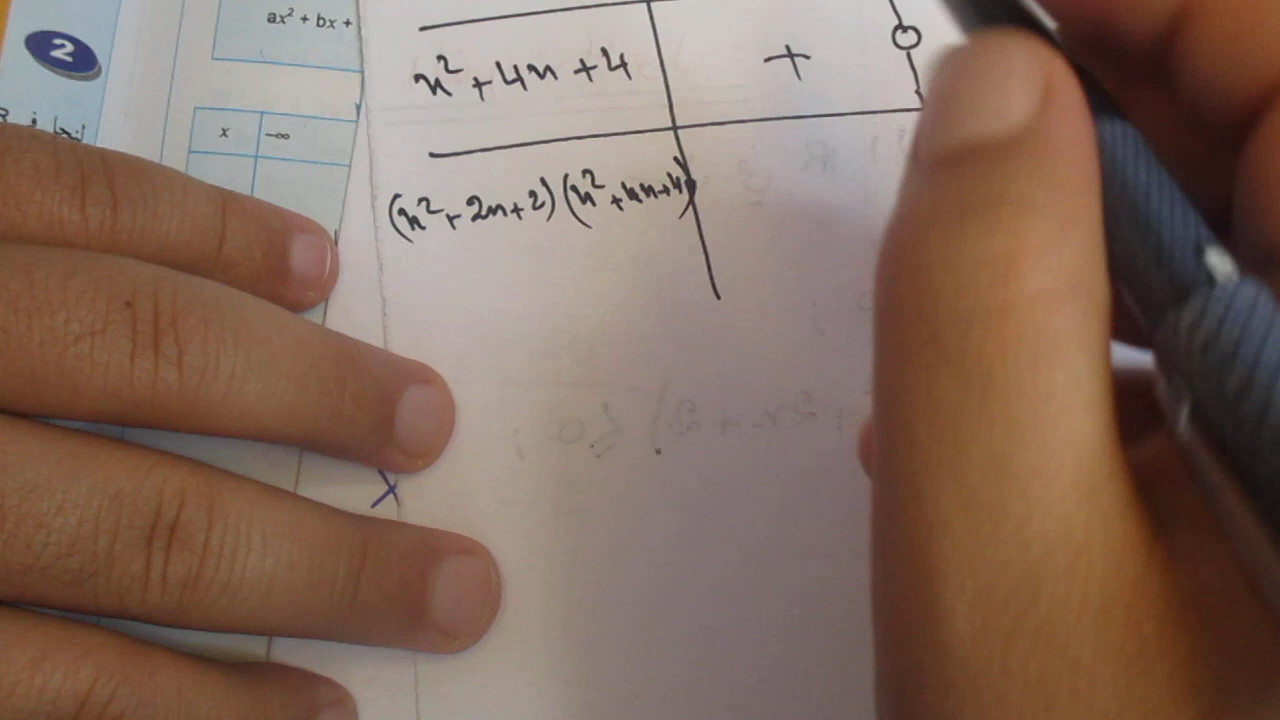 ax² + bx +
2
x -∞
x² + 4x + 4 +
(x² + 2x + 2) (x² + 4x + 4)